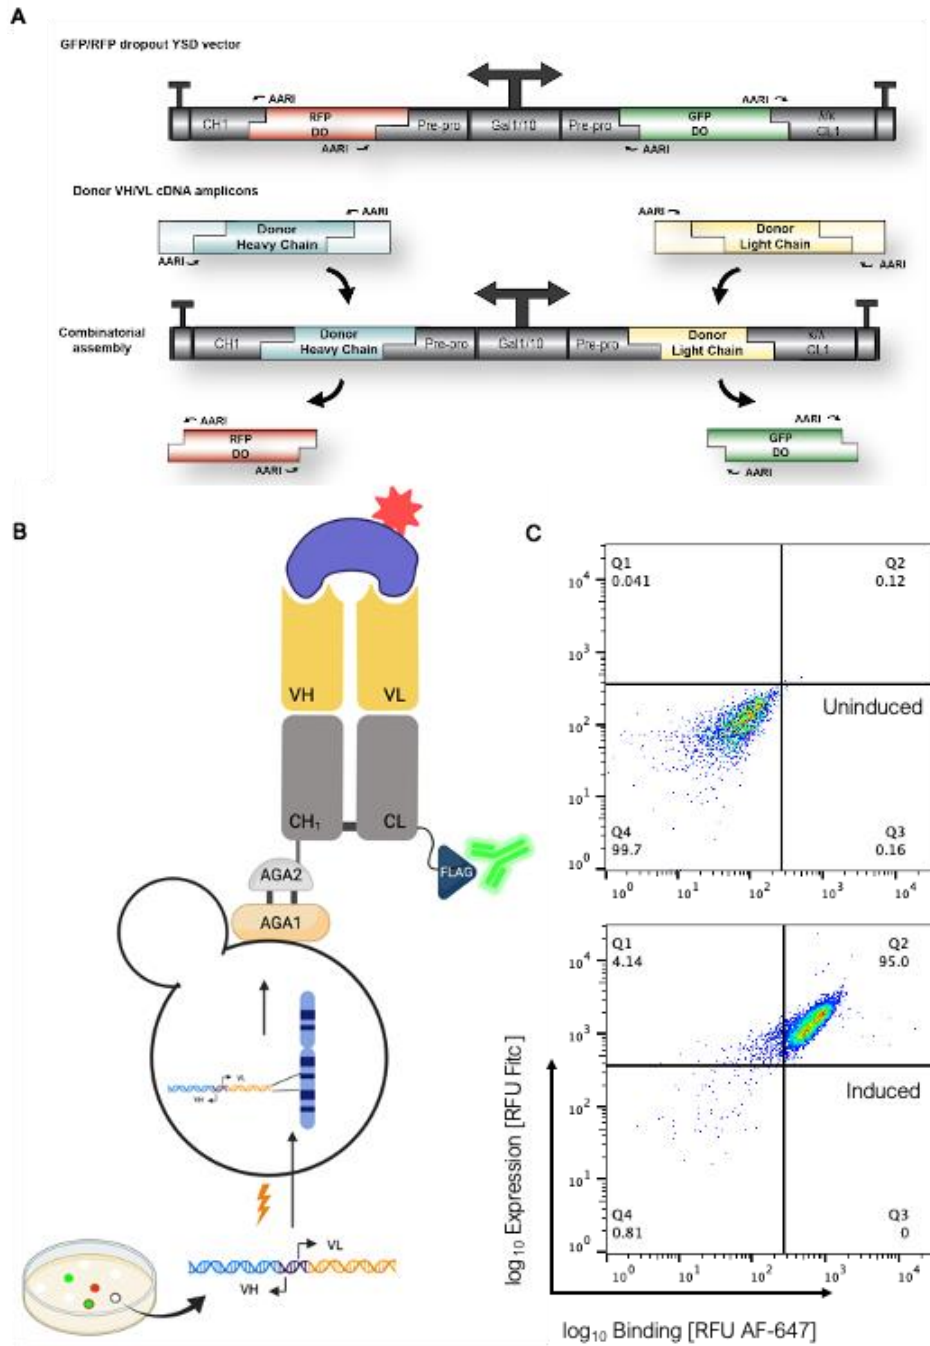 A
GFP/RFP dropout YSD vector
AARI
AARI
CH1
RFP
DO
Pre-pro
Gal1/10
Pre-pro
GFP
DO
CL1
AARI
AARI
Donor VH/VL cDNA amplicons
AARI
AARI
Donor
Heavy Chain
Donor
Light Chain
AARI
AARI
Combinatorial
assembly
CH1
Donor
Heavy Chain
Pre-pro
Gal1/10
Pre-pro
Donor
Light Chain
κ/λ
CL1
AARI
AARI
RFP
DO
GFP
DO
AARI
AARI
B
VH
VL
CH1
CL
FLAG
AGA2
AGA1
VL
VH
VL
VH
C
Q1
0.041
Q2
0.12
Uninduced
Q4
99.7
Q3
0.16
10⁴
10³
10²
10¹
10⁰
10⁰ 10¹ 10² 10³ 10⁴
Q1
4.14
Q2
95.0
Induced
Q4
0.81
Q3
0
10⁴
10³
10²
10¹
10⁰
10⁰ 10¹ 10² 10³ 10⁴
log₁₀ Expression [RFU Fitc]
log₁₀ Binding [RFU AF-647]